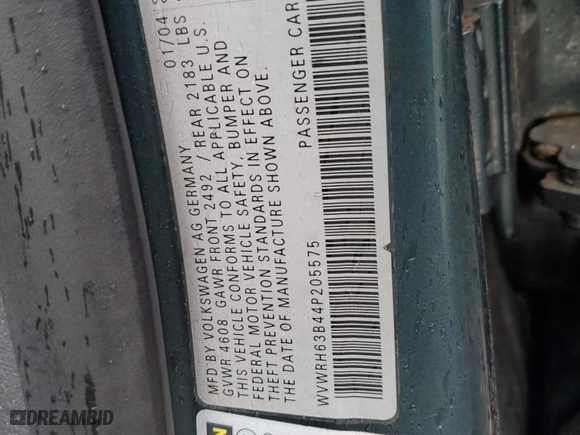 MFD BY VOLKSWAGEN AG GERMANY 01/04
GVWR 4608 GAWR FRONT 2492 / REAR 2183 LBS
THIS VEHICLE CONFORMS TO ALL APPLICABLE U.S.
FEDERAL MOTOR VEHICLE SAFETY, BUMPER AND
THEFT PREVENTION STANDARDS IN EFFECT ON
THE DATE OF MANUFACTURE SHOWN ABOVE.
PASSENGER CAR
WVWRH63B44P205575
DREAMBID